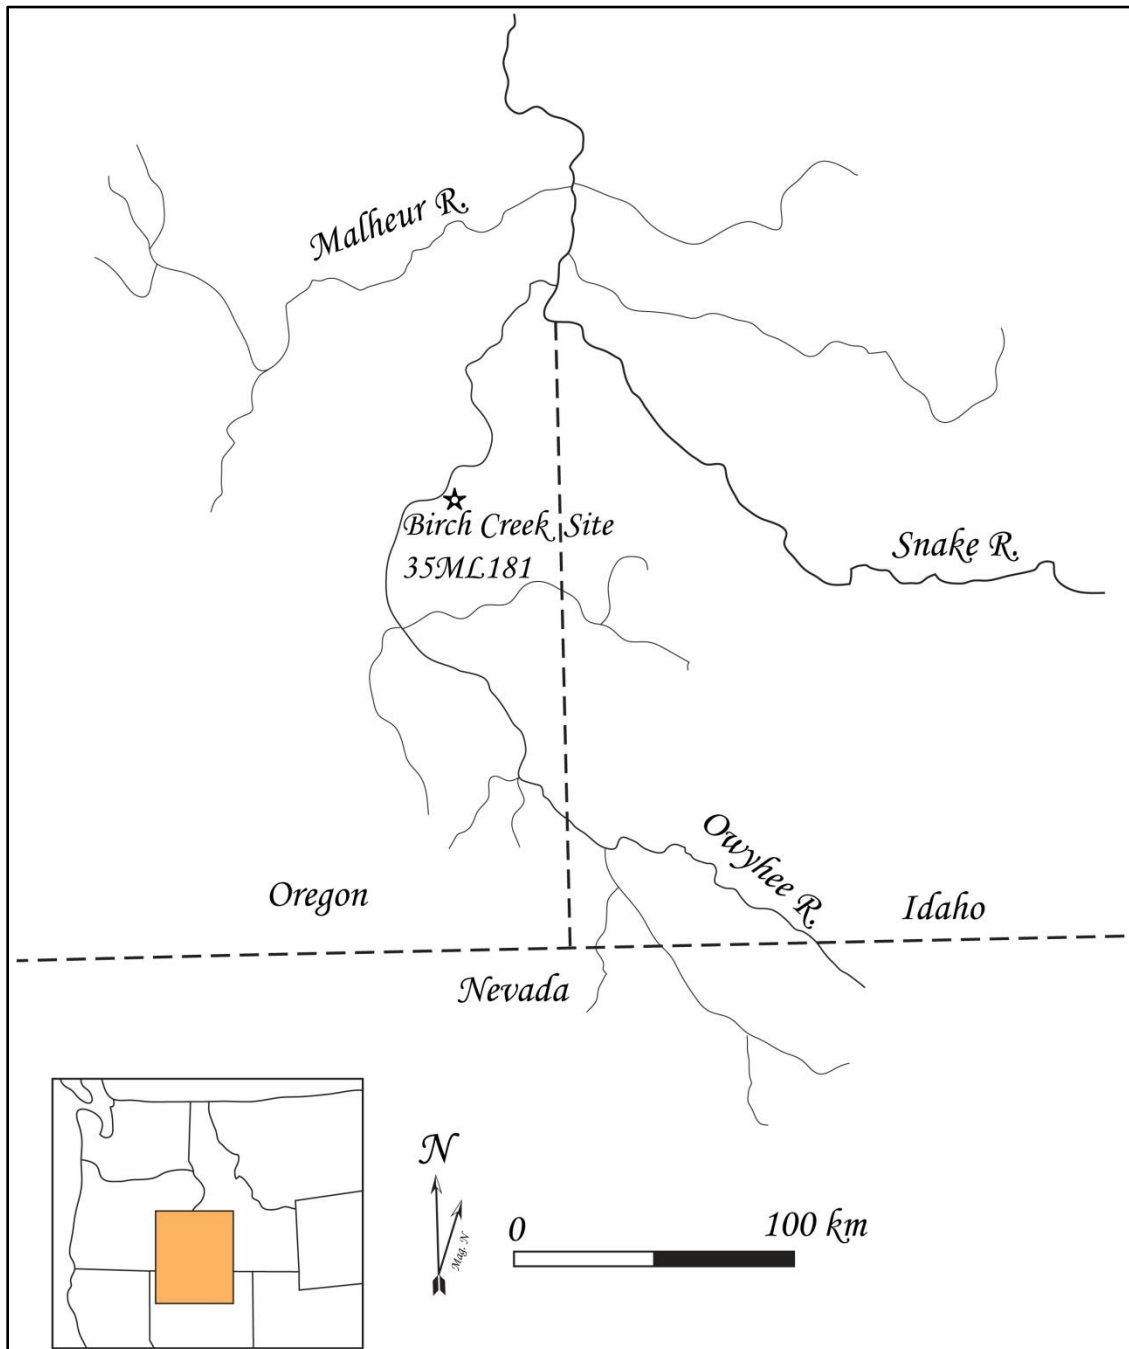 Malheur R.
Birch Creek Site
35ML181
Snake R.
Owyhee R.
Oregon
Idaho
Nevada
N
Mag. N
0
100 km